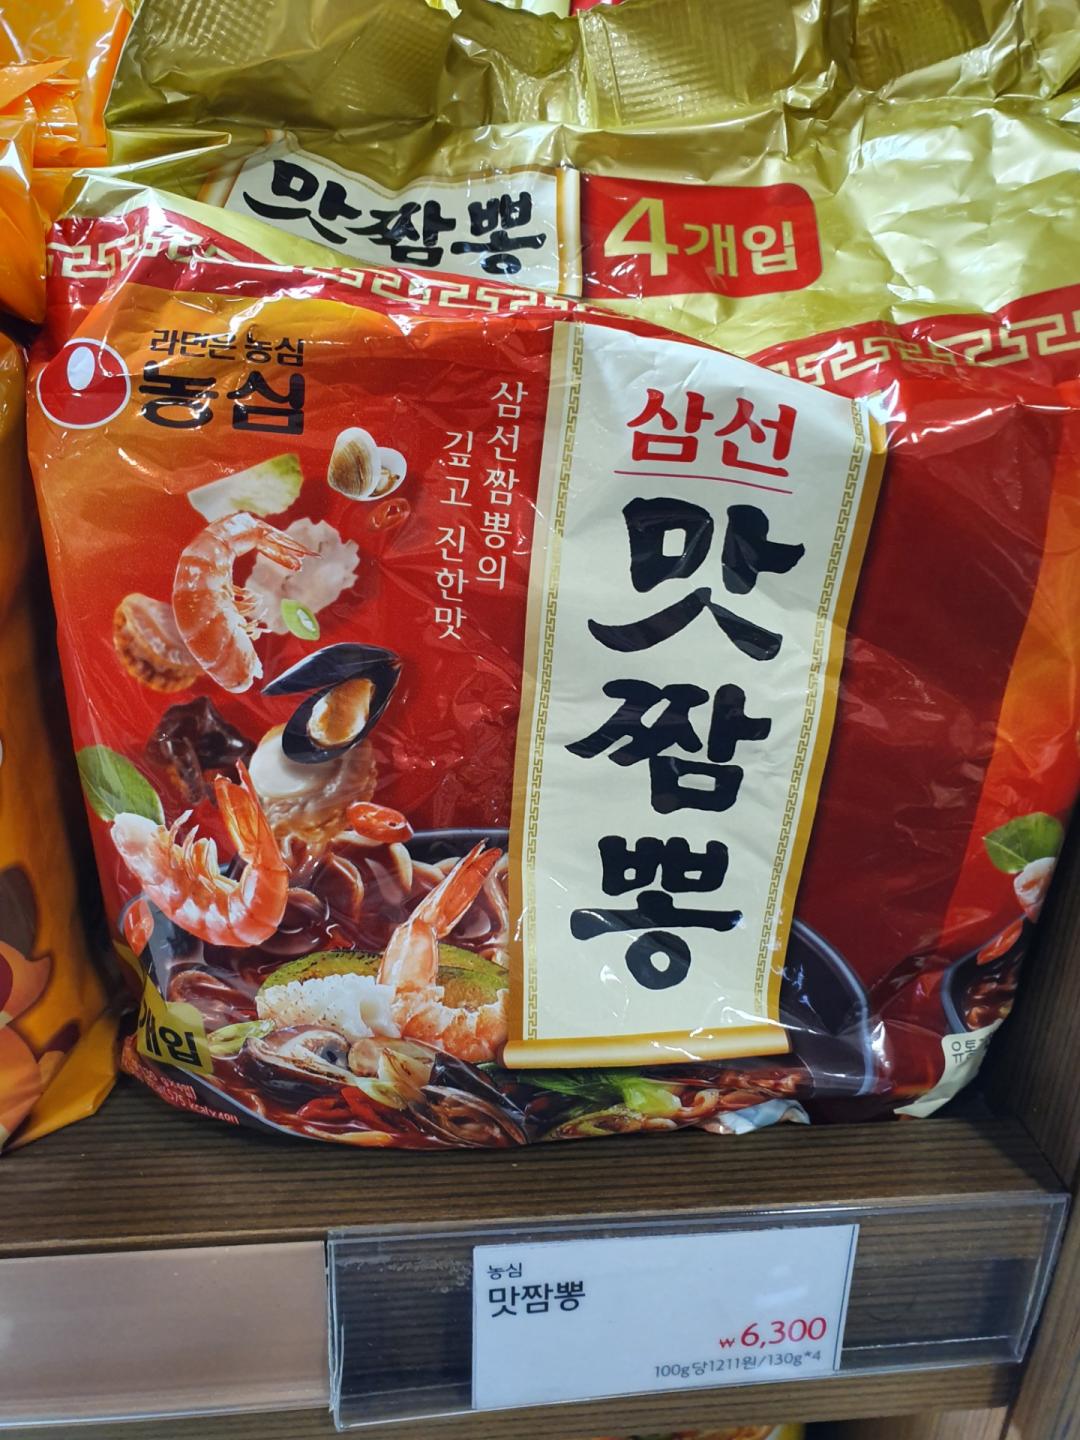 맛짬뽕
4개입
라면은 농심
농심
삼선짬뽕의
깊고 진한맛
삼선
맛짬뽕
개입
농심
맛짬뽕
₩6,300
100g당1211원/130g*4